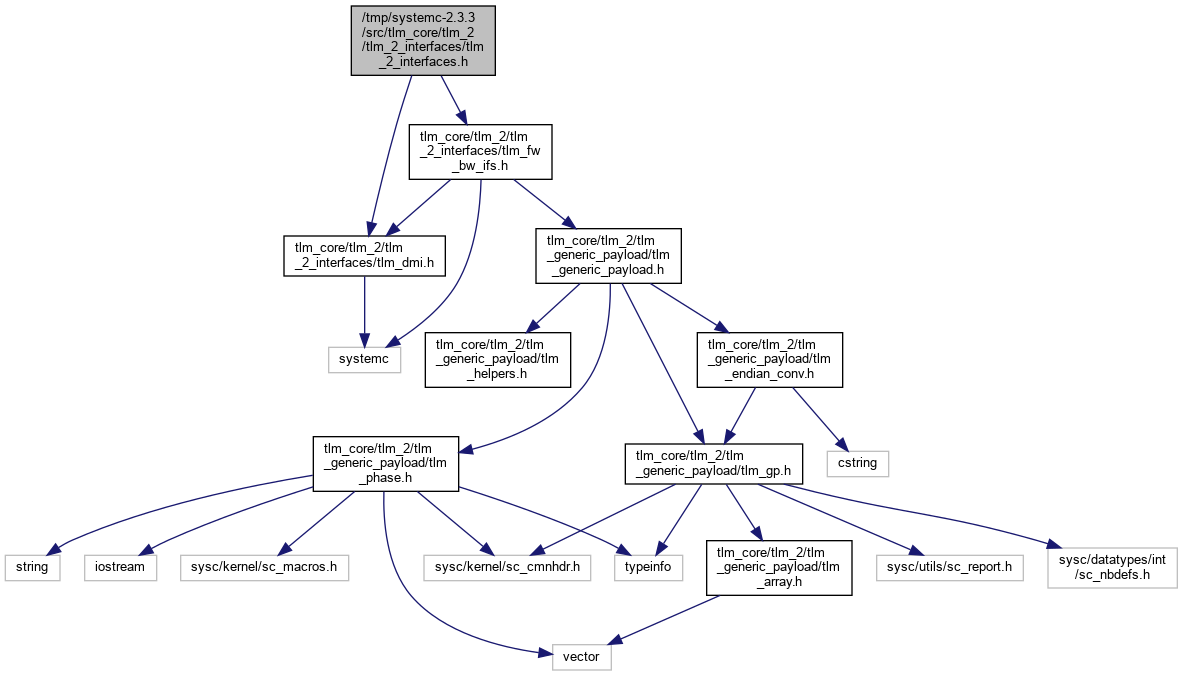 /tmp/systemc-2.3.3
/src/tlm_core/tlm_2
/tlm_2_interfaces/tlm
_2_interfaces.h
tlm_core/tlm_2/tlm
_2_interfaces/tlm_fw
_bw_ifs.h
tlm_core/tlm_2/tlm
_2_interfaces/tlm_dmi.h
tlm_core/tlm_2/tlm
_generic_payload/tlm
_generic_payload.h
systemc
tlm_core/tlm_2/tlm
_generic_payload/tlm
_helpers.h
tlm_core/tlm_2/tlm
_generic_payload/tlm
_endian_conv.h
tlm_core/tlm_2/tlm
_generic_payload/tlm
_phase.h
tlm_core/tlm_2/tlm
_generic_payload/tlm_gp.h
cstring
string
iostream
sysc/kernel/sc_macros.h
sysc/kernel/sc_cmnhdr.h
typeinfo
tlm_core/tlm_2/tlm
_generic_payload/tlm
_array.h
sysc/utils/sc_report.h
sysc/datatypes/int
/sc_nbdefs.h
vector